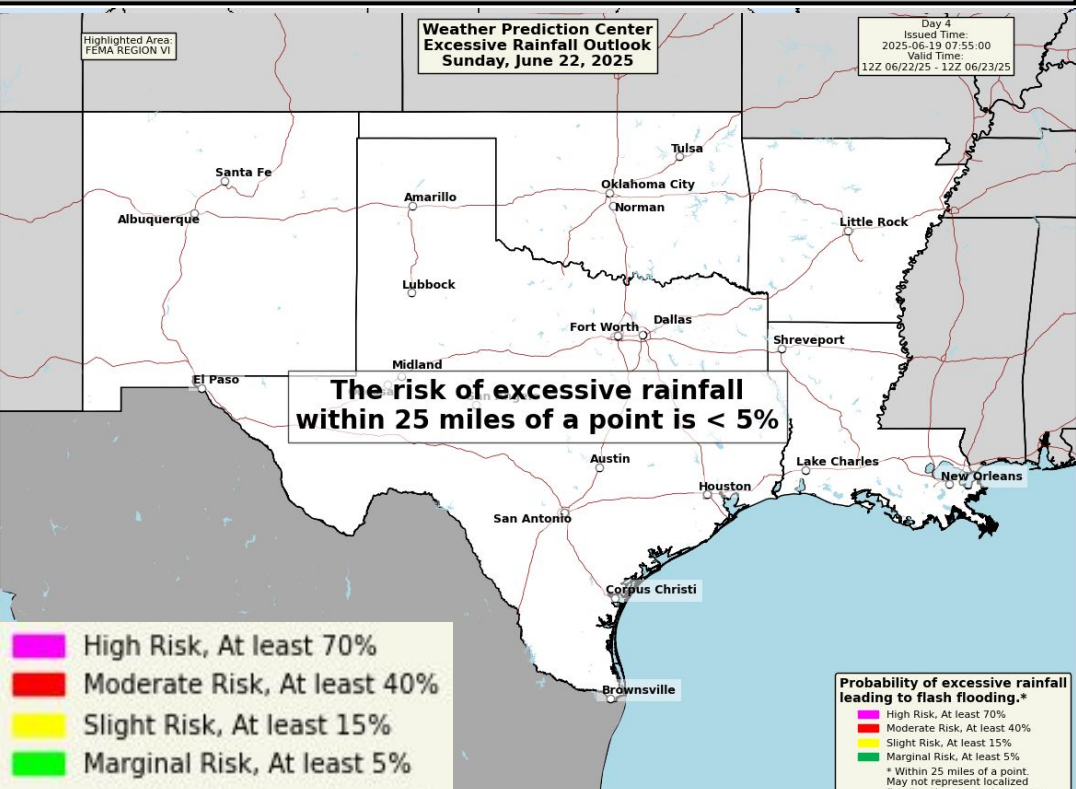 Highlighted Area:
FEMA REGION VI
Weather Prediction Center
Excessive Rainfall Outlook
Sunday, June 22, 2025
Day 4
Issued Time:
2025-06-19 07:55:00
Valid Time:
12Z 06/22/25 - 12Z 06/23/25
Tulsa
Santa Fe
Oklahoma City
Amarillo
Norman
Albuquerque
Little Rock
Lubbock
Dallas
Fort Worth
Shreveport
Midland
El Paso
The risk of excessive rainfall
within 25 miles of a point is < 5%
Austin
Lake Charles
New Orleans
Houston
San Antonio
Corpus Christi
Brownsville
High Risk, At least 70%
Moderate Risk, At least 40%
Slight Risk, At least 15%
Marginal Risk, At least 5%
Probability of excessive rainfall
leading to flash flooding.*
High Risk, At least 70%
Moderate Risk, At least 40%
Slight Risk, At least 15%
Marginal Risk, At least 5%
* Within 25 miles of a point.
May not represent localized